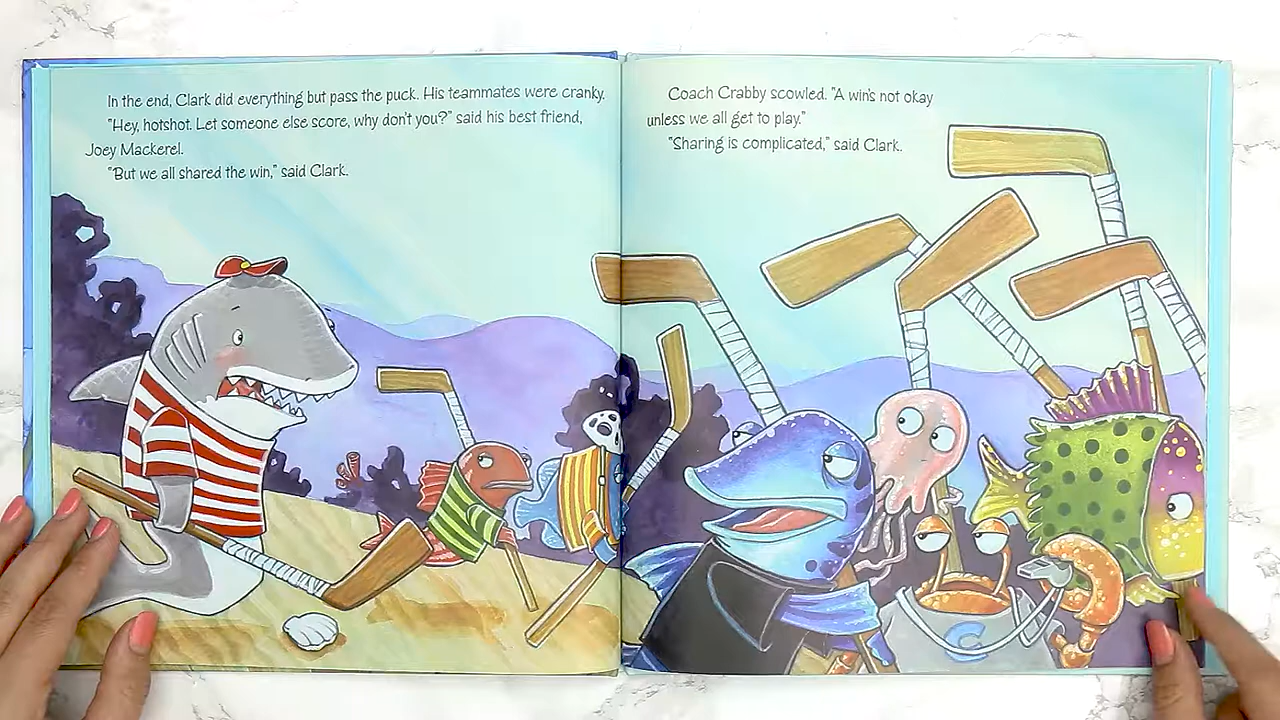 In the end, Clark did everything but pass the puck. His teammates were cranky.
"Hey, hotshot. Let someone else score, why don't you?" said his best friend,
Joey Mackerel.
"But we all shared the win," said Clark.
Coach Crabby scowled. "A win's not okay
unless we all get to play."
"Sharing is complicated," said Clark.
C